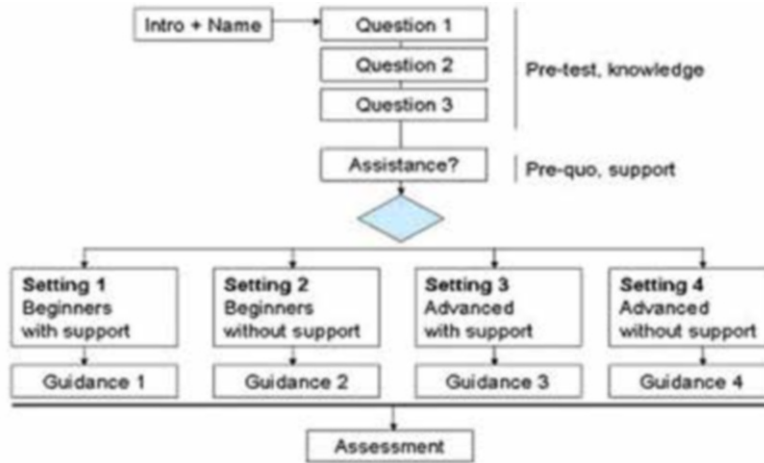 Intro + Name
Question 1
Question 2
Question 3
Pre-test, knowledge
Assistance?
Pre-quo, support
Setting 1
Beginners
with support
Setting 2
Beginners
without support
Setting 3
Advanced
with support
Setting 4
Advanced
without support
Guidance 1
Guidance 2
Guidance 3
Guidance 4
Assessment